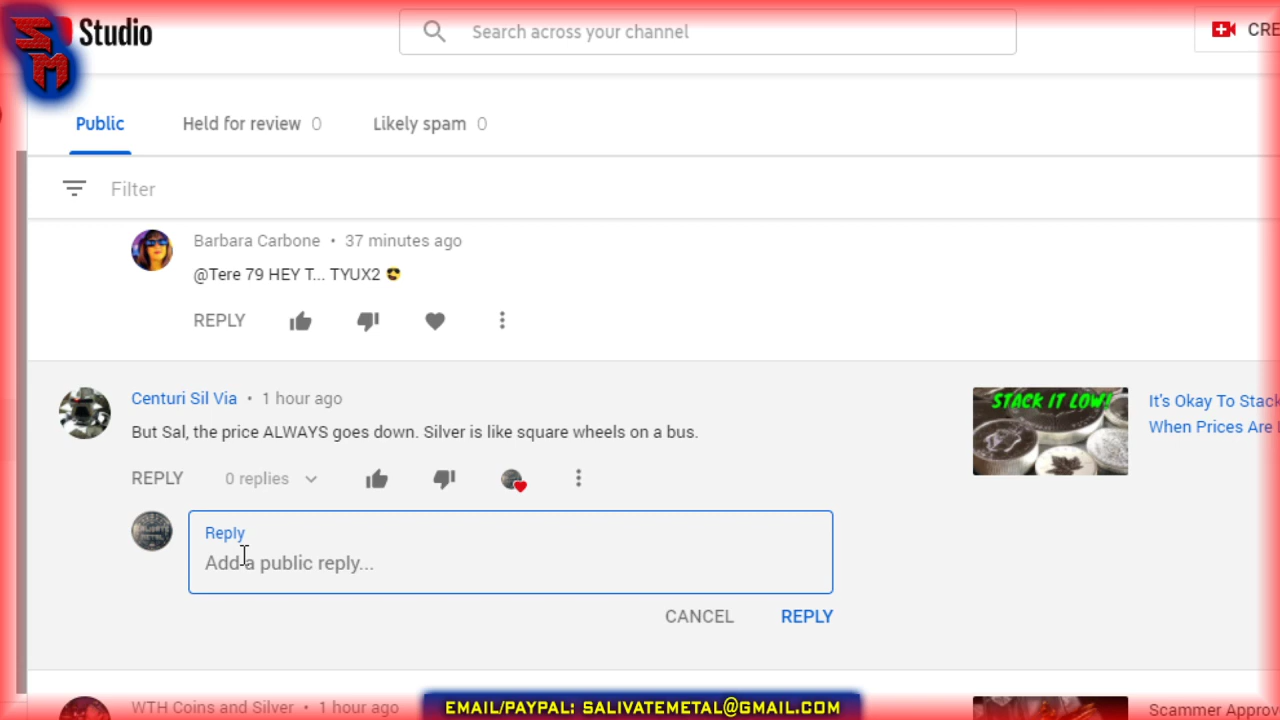 SM
Studio
Search across your channel
CRE
Public
Held for review 0
Likely spam 0
Filter
Barbara Carbone • 37 minutes ago
@Tere 79 HEY T... TYUX2 😎
REPLY
Centuri Sil Via • 1 hour ago
But Sal, the price ALWAYS goes down. Silver is like square wheels on a bus.
STACK IT LOW!
It's Okay To Stack
When Prices Are L
REPLY
0 replies
SALIVATE
METAL
Reply
Add a public reply...
CANCEL
REPLY
WTH Coins and Silver • 1 hour ago
Scammer Approv
EMAIL/PAYPAL: SALIVATEMETAL@GMAIL.COM